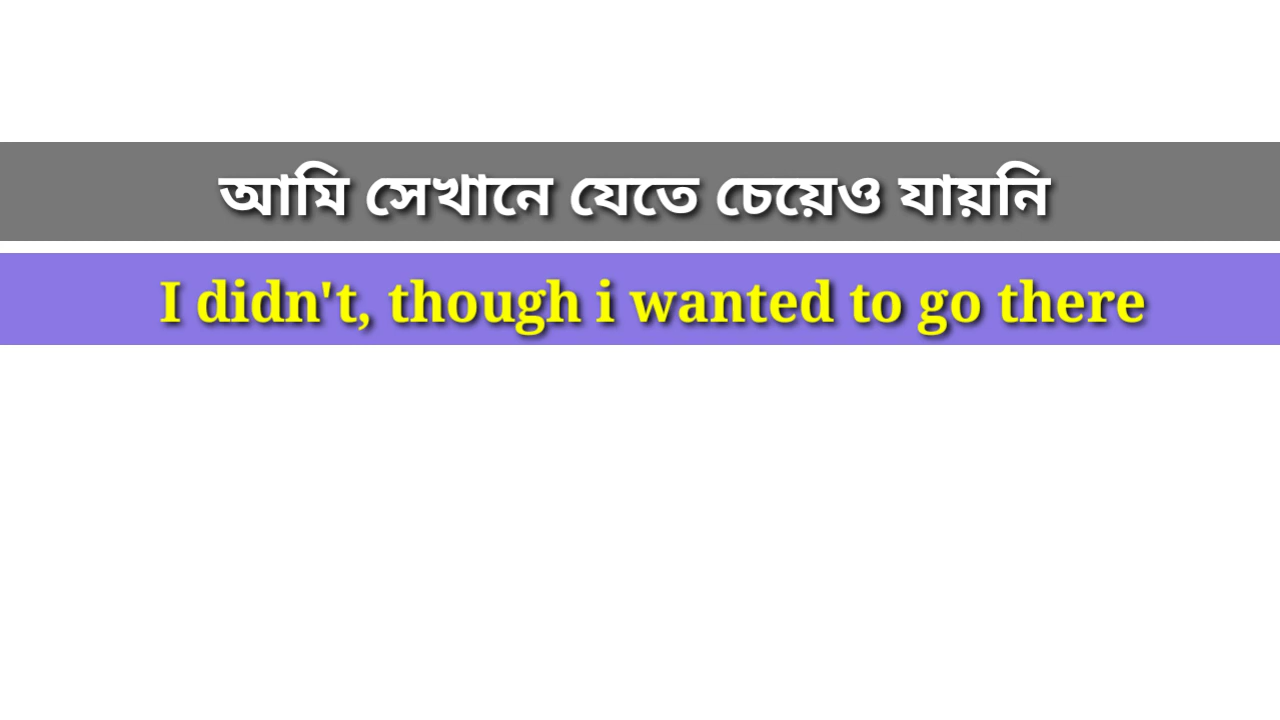 আমি সেখানে যেতে চেয়েও যায়নি
I didn't, though i wanted to go there